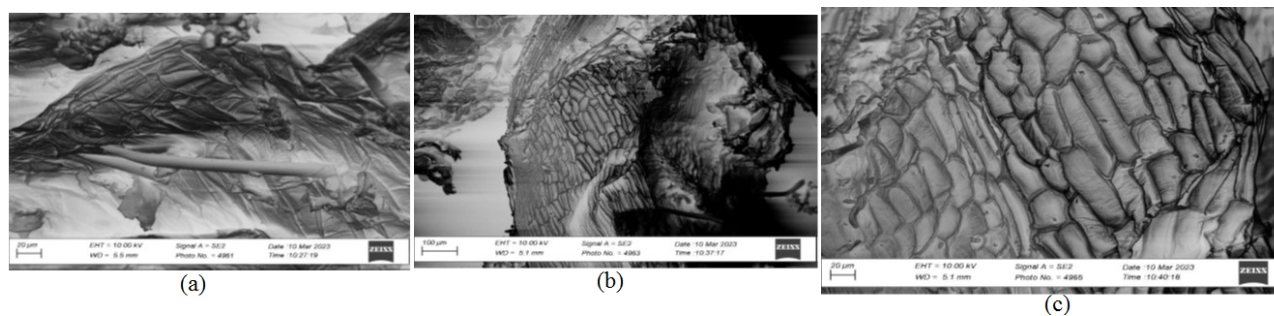 20 µm
EHT = 10.00 kV
WD = 5.5 mm
Signal A = SE2
Photo No. = 4961
Date :10 Mar 2023
Time :10:27:19
ZEISS
(a)
100 µm
EHT = 10.00 kV
WD = 5.1 mm
Signal A = SE2
Photo No. = 4963
Date :10 Mar 2023
Time :10:37:17
ZEISS
(b)
20 µm
EHT = 10.00 kV
WD = 5.1 mm
Signal A = SE2
Photo No. = 4965
Date :10 Mar 2023
Time :10:40:18
ZEISS
(c)